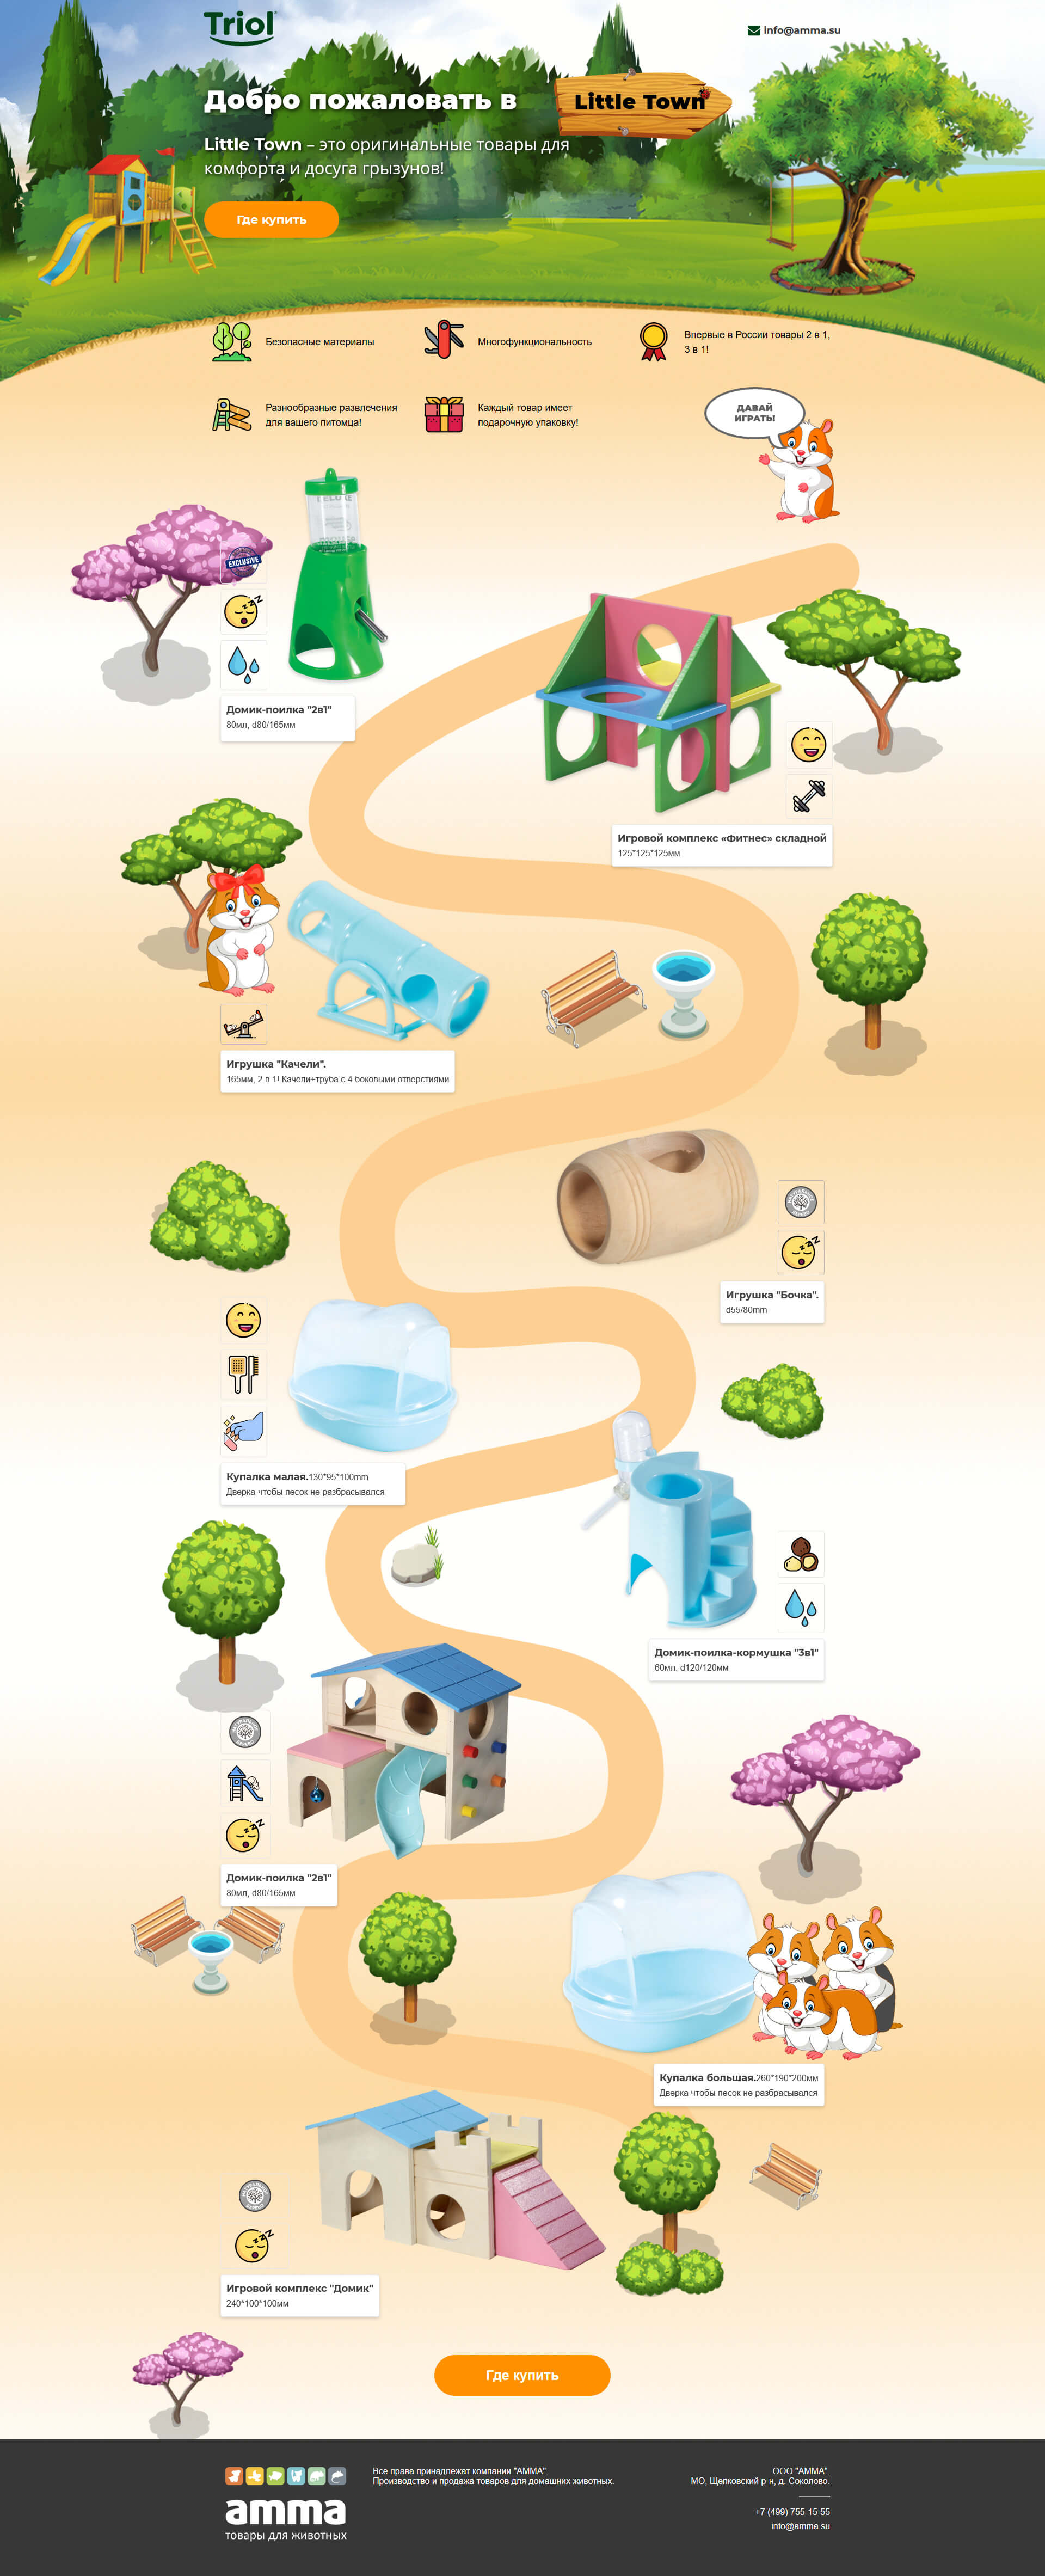 Triol
info@amma.su
Добро пожаловать в
Little Town
Little Town – это оригинальные товары для
комфорта и досуга грызунов!
Где купить
Безопасные материалы
Многофункциональность
Впервые в России товары 2 в 1,
3 в 1!
Разнообразные развлечения
для вашего питомца!
Каждый товар имеет
подарочную упаковку!
ДАВАЙ
ИГРАТЬ!
EXCLUSIVE
Домик-поилка "2в1"
80мл, d80/165мм
Игровой комплекс «Фитнес» складной
125*125*125мм
Игрушка "Качели".
165мм, 2 в 1! Качели+труба с 4 боковыми отверстиями
Игрушка "Бочка".
d55/80mm
Купалка малая.130*95*100mm
Дверка-чтобы песок не разбрасывался
Домик-поилка-кормушка "3в1"
60мл, d120/120мм
Домик-поилка "2в1"
80мл, d80/165мм
Купалка большая.260*190*200мм
Дверка чтобы песок не разбрасывался
Игровой комплекс "Домик"
240*100*100мм
Где купить
amma
товары для животных
Все права принадлежат компании "АММА".
Производство и продажа товаров для домашних животных.
ООО "АММА".
МО, Щелковский р-н, д. Соколово.
+7 (499) 755-15-55
info@amma.su